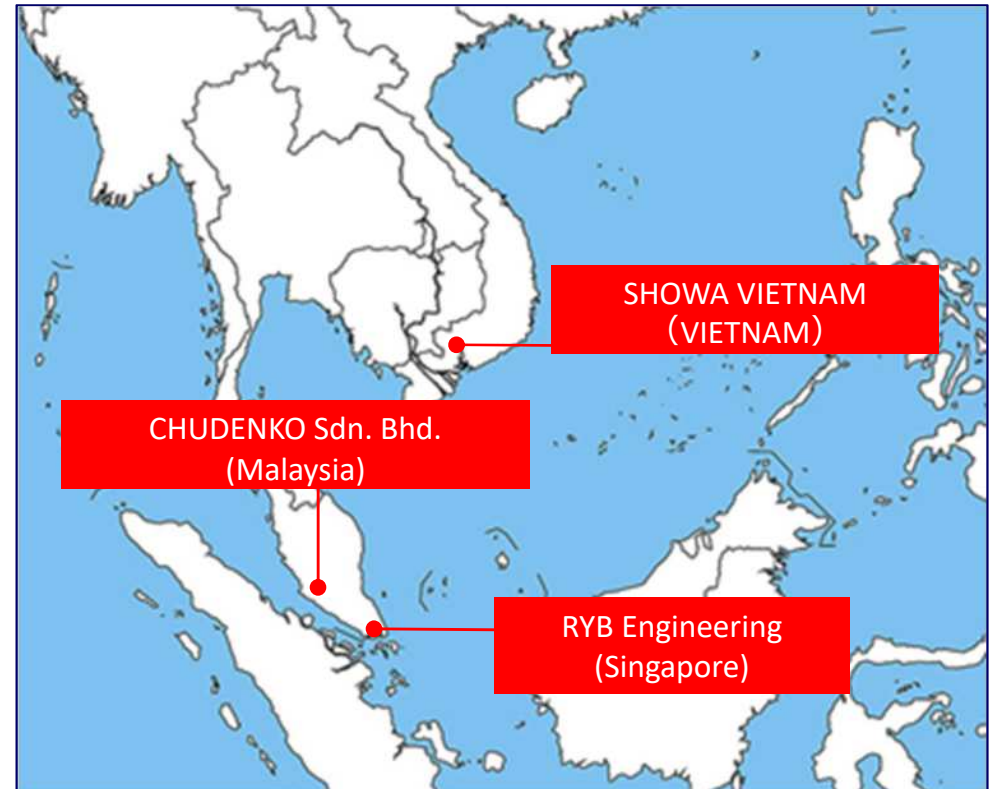 SHOWA VIETNAM
（VIETNAM）
CHUDENKO Sdn. Bhd.
(Malaysia)
RYB Engineering
(Singapore)